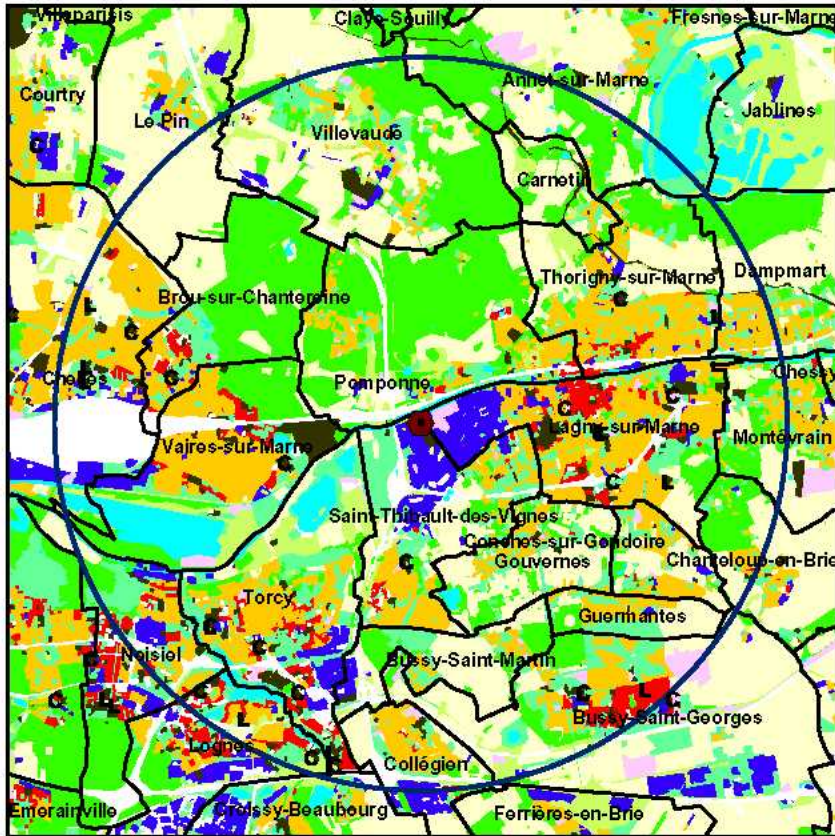 Villeparisis
Claye-Souilly
Fresnes-sur-Marne
Courtry
Le Pin
Villevaudé
Annet-sur-Marne
Jablines
C
Carnetin
Thorigny-sur-Marne
Dampmart
Brou-sur-Chantereine
C
L
C
L
C
C
Chelles
C
Pomponne
C
C
Chessy
Vaires-sur-Marne
C
Lagny-sur-Marne
L
Montévrain
C
L
Saint-Thibault-des-Vignes
Conches-sur-Gondoire
Gouvernes
Chanteloup-en-Brie
C
Torcy
Guermantes
C
C
Noisiel
C
Bussy-Saint-Martin
C
L
L
C
C
C
L
C
Bussy-Saint-Georges
L
Lognes
Collégien
Emerainville
Croissy-Beaubourg
Ferrières-en-Brie